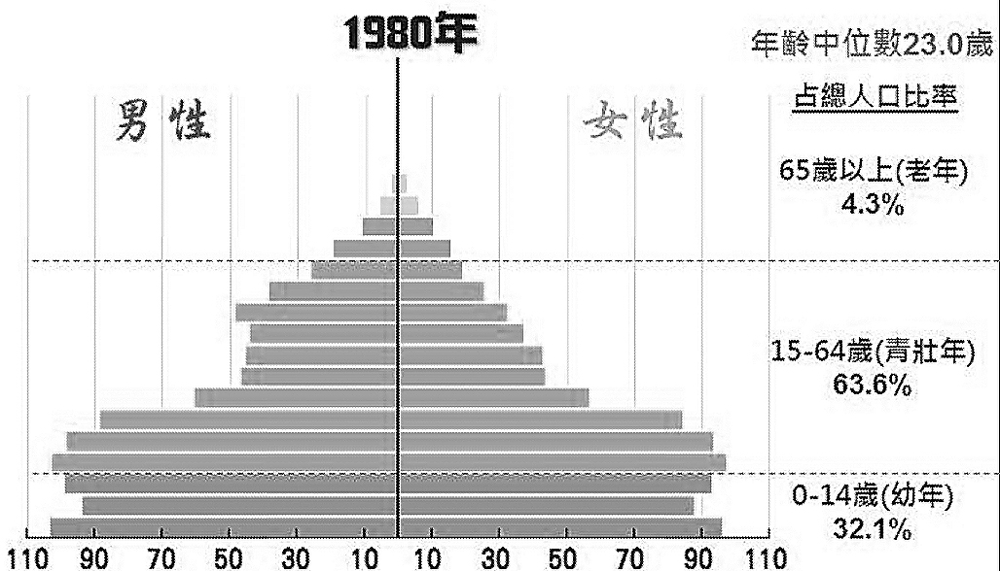 1980年
年齡中位數23.0歲
占總人口比率
男性
女性
65歲以上(老年)
4.3%
15-64歲(青壯年)
63.6%
0-14歲(幼年)
32.1%
110 90 70 50 30 10 10 30 50 70 90 110